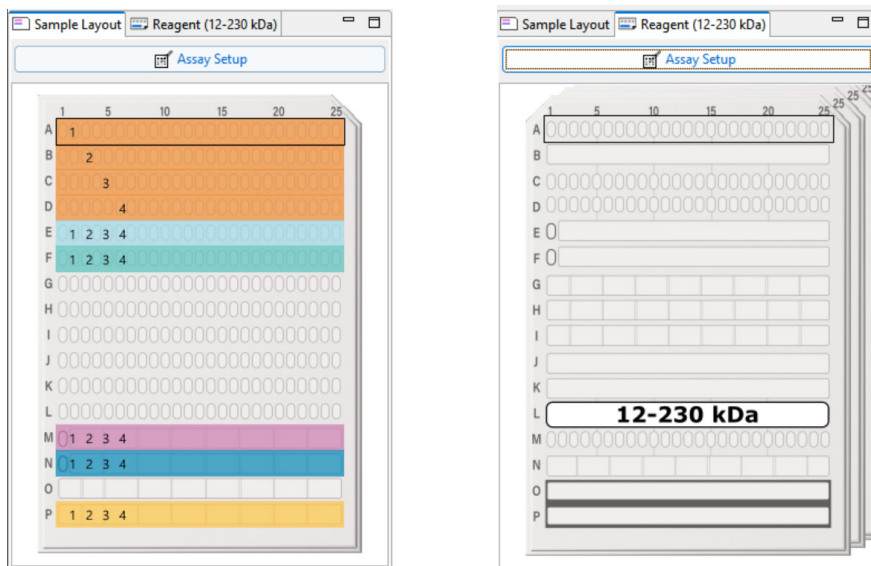 Sample Layout Reagent (12-230 kDa)
Assay Setup
1 5 10 15 20 25
A 1
B 2
C 3
D 4
E 1 2 3 4
F 1 2 3 4
G
H
I
J
K
L
M 1 2 3 4
N 1 2 3 4
O
P 1 2 3 4
Sample Layout Reagent (12-230 kDa)
Assay Setup
1 5 10 15 20 25 25 25
A
B
C
D
E
F
G
H
I
J
K
L 12-230 kDa
M
N
O
P